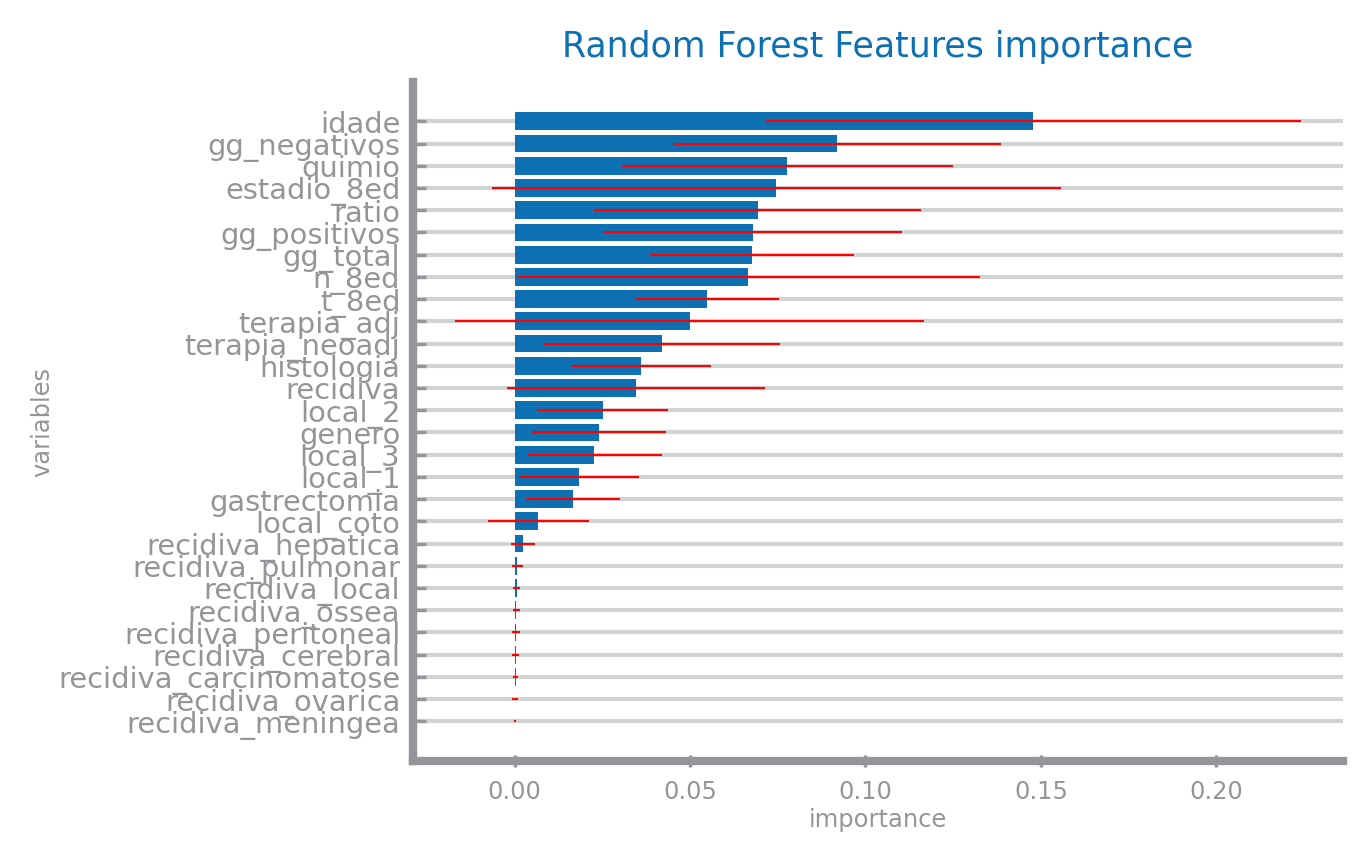 Random Forest Features importance
variables
idade
gg_negativos
quimio
estadio_8ed
ratio
gg_positivos
gg_total
n_8ed
t_8ed
terapia_adj
terapia_neoadj
histologia
recidiva
local_2
genero
local_3
local_1
gastrectomia
local_coto
recidiva_hepatica
recidiva_pulmonar
recidiva_local
recidiva_ossea
recidiva_peritoneal
recidiva_cerebral
recidiva_carcinomatose
recidiva_ovarica
recidiva_meningea
0.00 0.05 0.10 0.15 0.20
importance